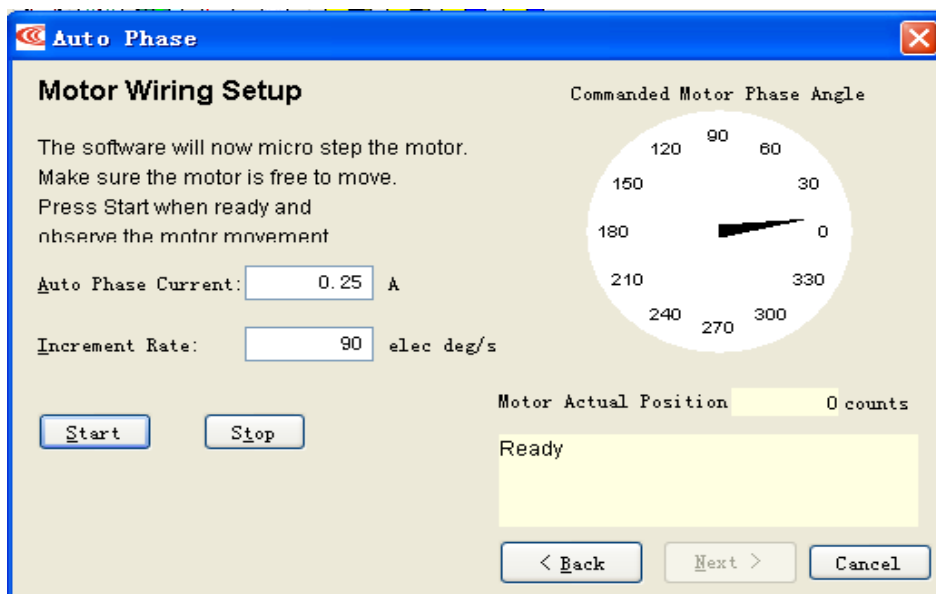 Auto Phase
Motor Wiring Setup
The software will now micro step the motor.
Make sure the motor is free to move.
Press Start when ready and
observe the motor movement
Auto Phase Current: 0.25 A
Increment Rate: 90 elec deg/s
Start Stop
Commanded Motor Phase Angle
90
120 60
150 30
180 0
210 330
240 300
270
Motor Actual Position 0 counts
Ready
< Back Next > Cancel